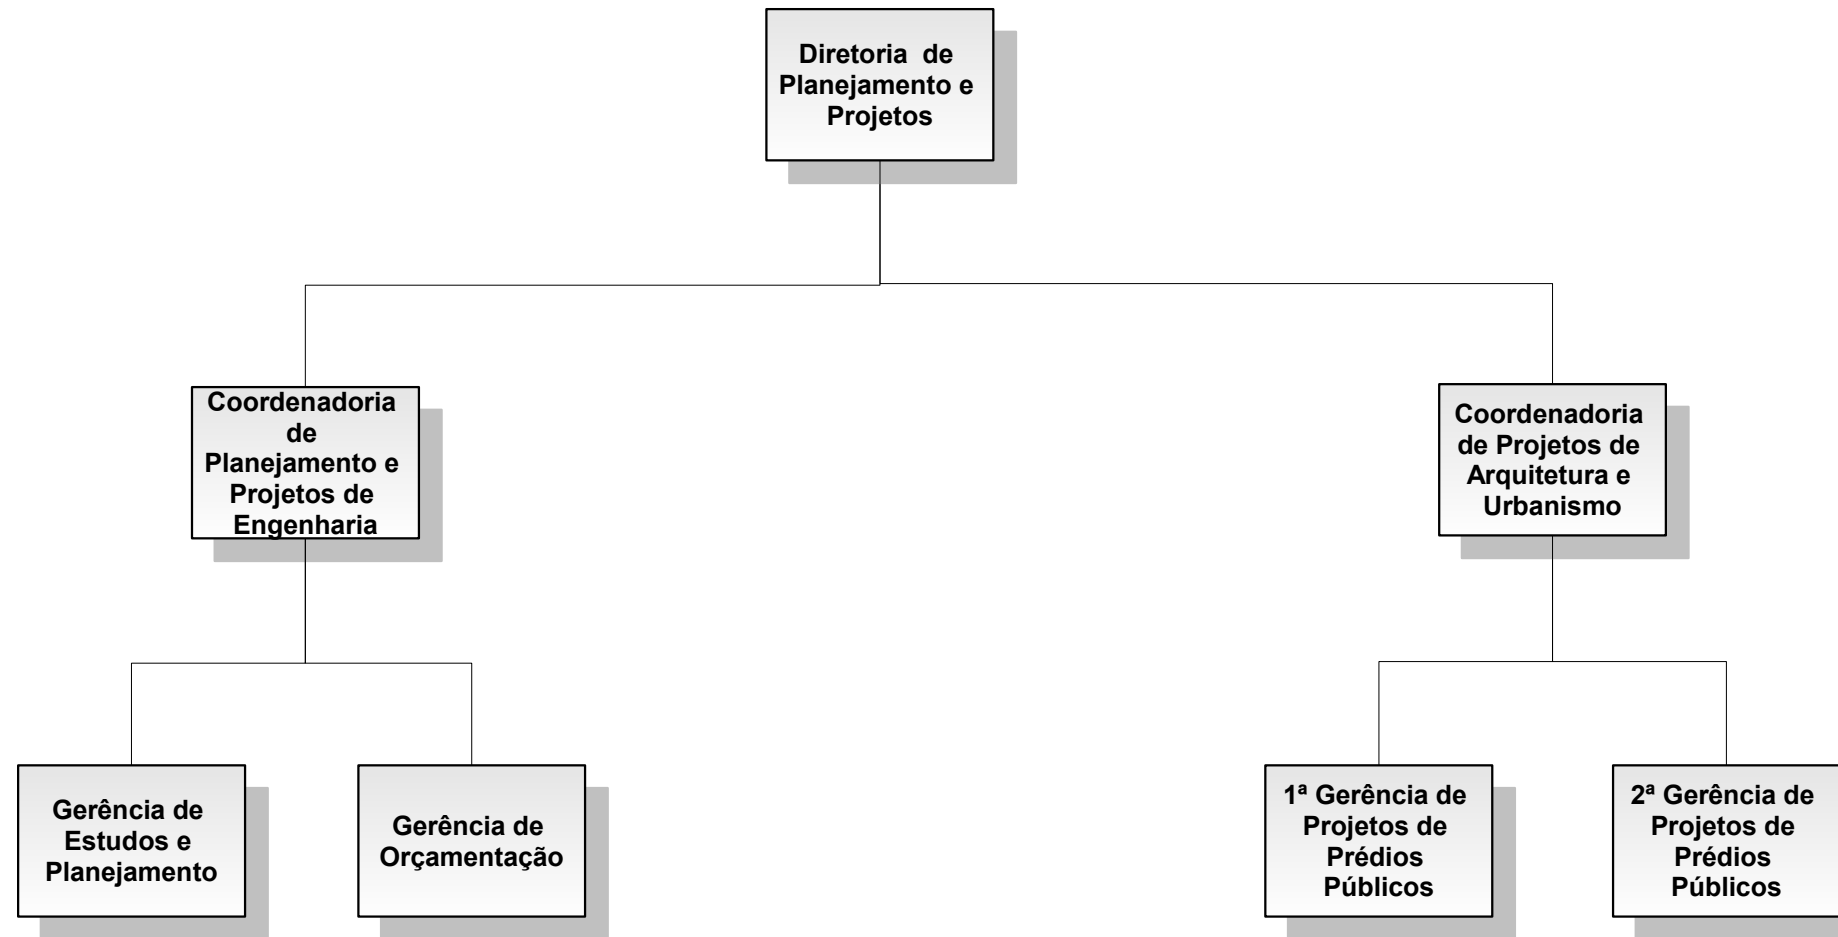 Diretoria de
Planejamento e
Projetos
Coordenadoria
de
Planejamento e
Projetos de
Engenharia
Coordenadoria
de Projetos de
Arquitetura e
Urbanismo
Gerência de
Estudos e
Planejamento
Gerência de
Orçamentação
1ª Gerência de
Projetos de
Prédios
Públicos
2ª Gerência de
Projetos de
Prédios
Públicos